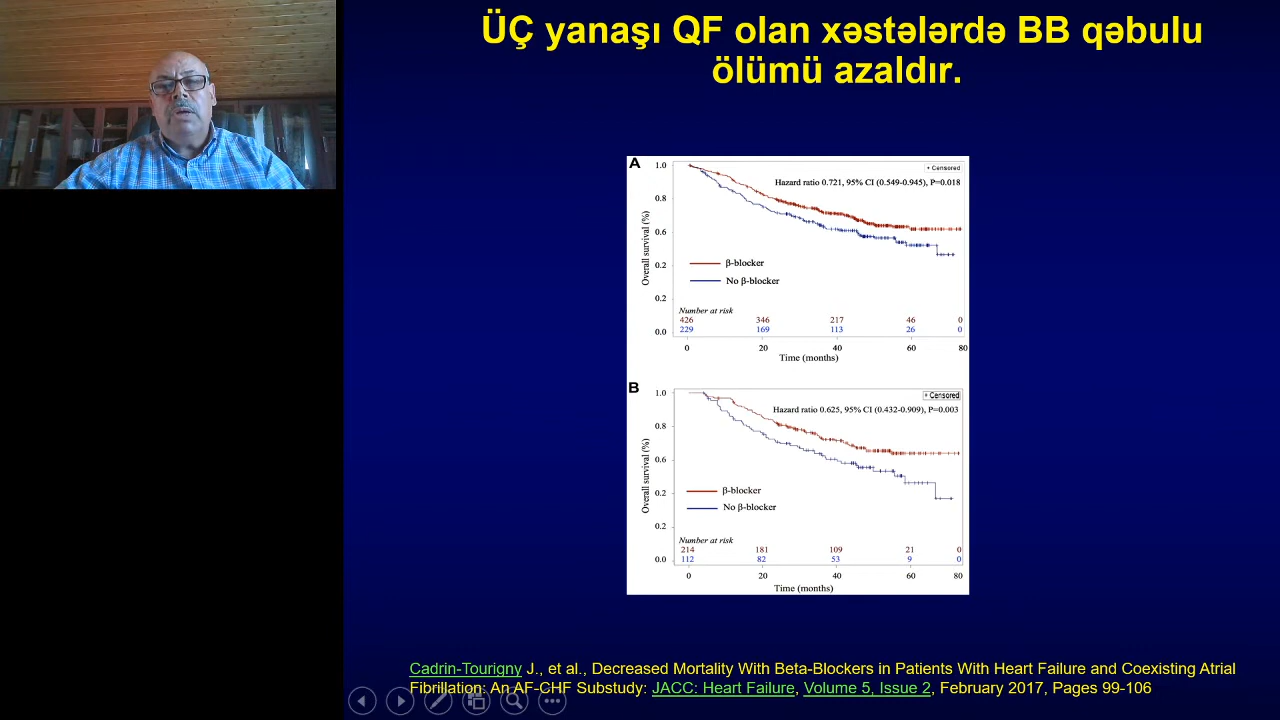 ÜÇ yanaşı QF olan xəstələrdə BB qəbulu
ölümü azaldır.
A
Overall survival (%)
1.0
0.8
0.6
0.2
0.2
0.0
• Censored
Hazard ratio 0.721, 95% CI (0.549-0.945), P=0.018
β-blocker
No β-blocker
Number at risk
426 346 217 46 0
229 169 113 26 0
0 20 40 60 80
Time (months)
B
Overall survival (%)
1.0
0.8
0.6
0.2
0.2
0.0
• Censored
Hazard ratio 0.625, 95% CI (0.432-0.909), P=0.003
β-blocker
No β-blocker
Number at risk
214 181 109 21 0
112 82 53 9 0
0 20 40 60 80
Time (months)
Cadrin-Tourigny J., et al., Decreased Mortality With Beta-Blockers in Patients With Heart Failure and Coexisting Atrial
Fibrillation: An AF-CHF Substudy: JACC: Heart Failure, Volume 5, Issue 2, February 2017, Pages 99-106